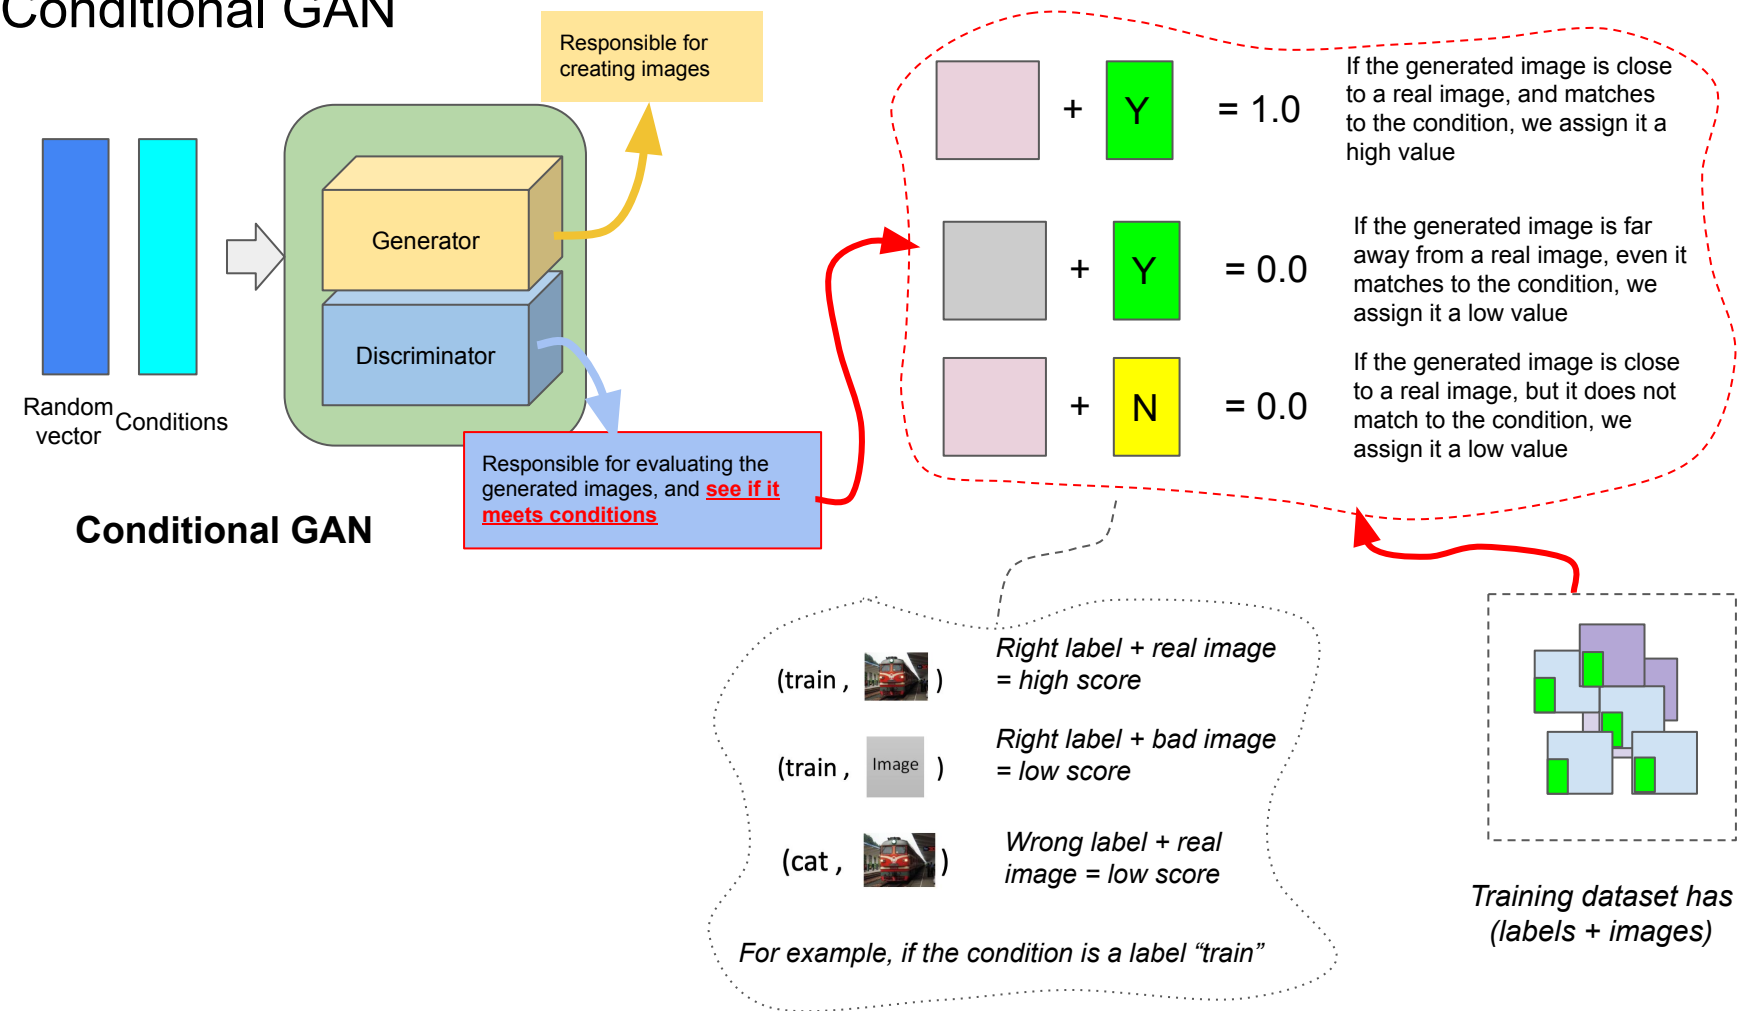 Conditional GAN
Responsible for
creating images
Generator
Discriminator
Random
vector
Conditions
Responsible for evaluating the
generated images, and see if it
meets conditions
Conditional GAN
+ Y = 1.0
If the generated image is close
to a real image, and matches
to the condition, we assign it a
high value
+ Y = 0.0
If the generated image is far
away from a real image, even it
matches to the condition, we
assign it a low value
+ N = 0.0
If the generated image is close
to a real image, but it does not
match to the condition, we
assign it a low value
(train , )
Right label + real image
= high score
(train , Image )
Right label + bad image
= low score
(cat , )
Wrong label + real
image = low score
For example, if the condition is a label “train”
Training dataset has
(labels + images)